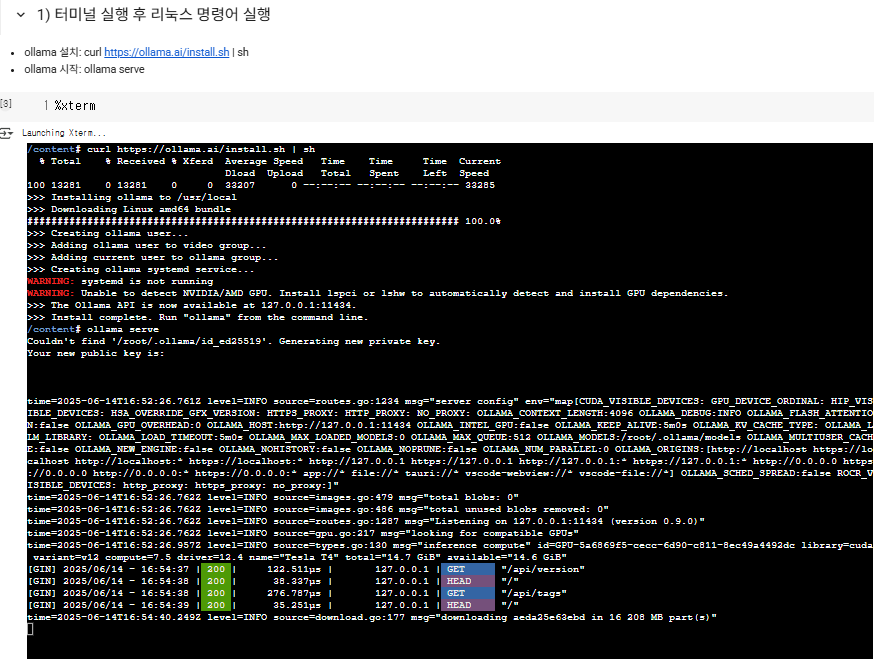 1) 터미널 실행 후 리눅스 명령어 실행
• ollama 설치: curl https://ollama.ai/install.sh | sh
• ollama 시작: ollama serve
[3] 1 %xterm
Launching Xterm...
/content# curl https://ollama.ai/install.sh | sh
% Total % Received % Xferd Average Speed Time Time Time Current
Dload Upload Total Spent Left Speed
100 13281 0 13281 0 0 33207 0 --:--:-- --:--:-- --:--:-- 33285
>>> Installing ollama to /usr/local
>>> Downloading Linux amd64 bundle
######################################################################## 100.0%
>>> Creating ollama user...
>>> Adding ollama user to video group...
>>> Adding current user to ollama group...
>>> Creating ollama systemd service...
WARNING: systemd is not running
WARNING: Unable to detect NVIDIA/AMD GPU. Install lspci or lshw to automatically detect and install GPU dependencies.
>>> The Ollama API is now available at 127.0.0.1:11434.
>>> Install complete. Run "ollama" from the command line.
/content# ollama serve
Couldn't find '/root/.ollama/id_ed25519'. Generating new private key.
Your new public key is:
time=2025-06-14T16:52:26.761Z level=INFO source=routes.go:1234 msg="server config" env="map[CUDA_VISIBLE_DEVICES: GPU_DEVICE_ORDINAL: HIP_VIS
IBLE_DEVICES: HSA_OVERRIDE_GFX_VERSION: HTTPS_PROXY: HTTP_PROXY: NO_PROXY: OLLAMA_CONTEXT_LENGTH:4096 OLLAMA_DEBUG:INFO OLLAMA_FLASH_ATTENTIO
N:false OLLAMA_GPU_OVERHEAD:0 OLLAMA_HOST:http://127.0.0.1:11434 OLLAMA_INTEL_GPU:false OLLAMA_KEEP_ALIVE:5m0s OLLAMA_KV_CACHE_TYPE: OLLAMA_L
LM_LIBRARY: OLLAMA_LOAD_TIMEOUT:5m0s OLLAMA_MAX_LOADED_MODELS:0 OLLAMA_MAX_QUEUE:512 OLLAMA_MODELS:/root/.ollama/models OLLAMA_MULTIUSER_CACH
E:false OLLAMA_NEW_ENGINE:false OLLAMA_NOHISTORY:false OLLAMA_NOPRUNE:false OLLAMA_NUM_PARALLEL:0 OLLAMA_ORIGINS:[http://localhost https://lo
calhost http://localhost:* https://localhost:* http://127.0.0.1 https://127.0.0.1 http://127.0.0.1:* https://127.0.0.1:* http://0.0.0.0 https
://0.0.0.0 http://0.0.0.0:* https://0.0.0.0:* app://* file://* tauri://* vscode-webview://* vscode-file://*] OLLAMA_SCHED_SPREAD:false ROCR_V
ISIBLE_DEVICES: http_proxy: https_proxy: no_proxy:]"
time=2025-06-14T16:52:26.762Z level=INFO source=images.go:479 msg="total blobs: 0"
time=2025-06-14T16:52:26.762Z level=INFO source=images.go:486 msg="total unused blobs removed: 0"
time=2025-06-14T16:52:26.762Z level=INFO source=routes.go:1287 msg="Listening on 127.0.0.1:11434 (version 0.9.0)"
time=2025-06-14T16:52:26.762Z level=INFO source=gpu.go:217 msg="looking for compatible GPUs"
time=2025-06-14T16:52:26.957Z level=INFO source=types.go:130 msg="inference compute" id=GPU-5a6869f5-cecc-6d90-c811-8ec49a4492dc library=cuda
variant=v12 compute=7.5 driver=12.4 name="Tesla T4" total="14.7 GiB" available="14.6 GiB"
[GIN] 2025/06/14 - 16:54:37 | 200 | 122.511µs | 127.0.0.1 | GET "/api/version"
[GIN] 2025/06/14 - 16:54:38 | 200 | 38.337µs | 127.0.0.1 | HEAD "/"
[GIN] 2025/06/14 - 16:54:38 | 200 | 276.787µs | 127.0.0.1 | GET "/api/tags"
[GIN] 2025/06/14 - 16:54:39 | 200 | 35.251µs | 127.0.0.1 | HEAD "/"
time=2025-06-14T16:54:40.249Z level=INFO source=download.go:177 msg="downloading aeda25e63ebd in 16 208 MB part(s)"